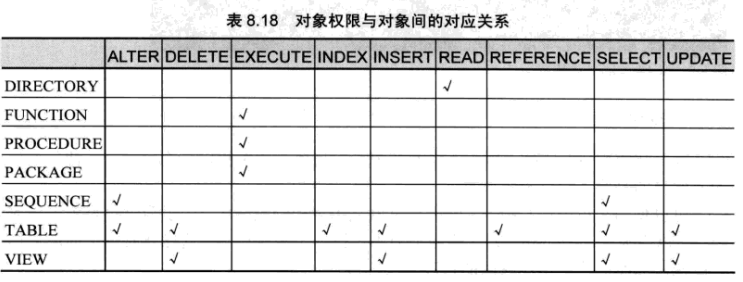 表 8.18 对象权限与对象间的对应关系
ALTER DELETE EXECUTE INDEX INSERT READ REFERENCE SELECT UPDATE
DIRECTORY √
FUNCTION √
PROCEDURE √
PACKAGE √
SEQUENCE √ √
TABLE √ √ √ √ √ √ √
VIEW √ √ √ √